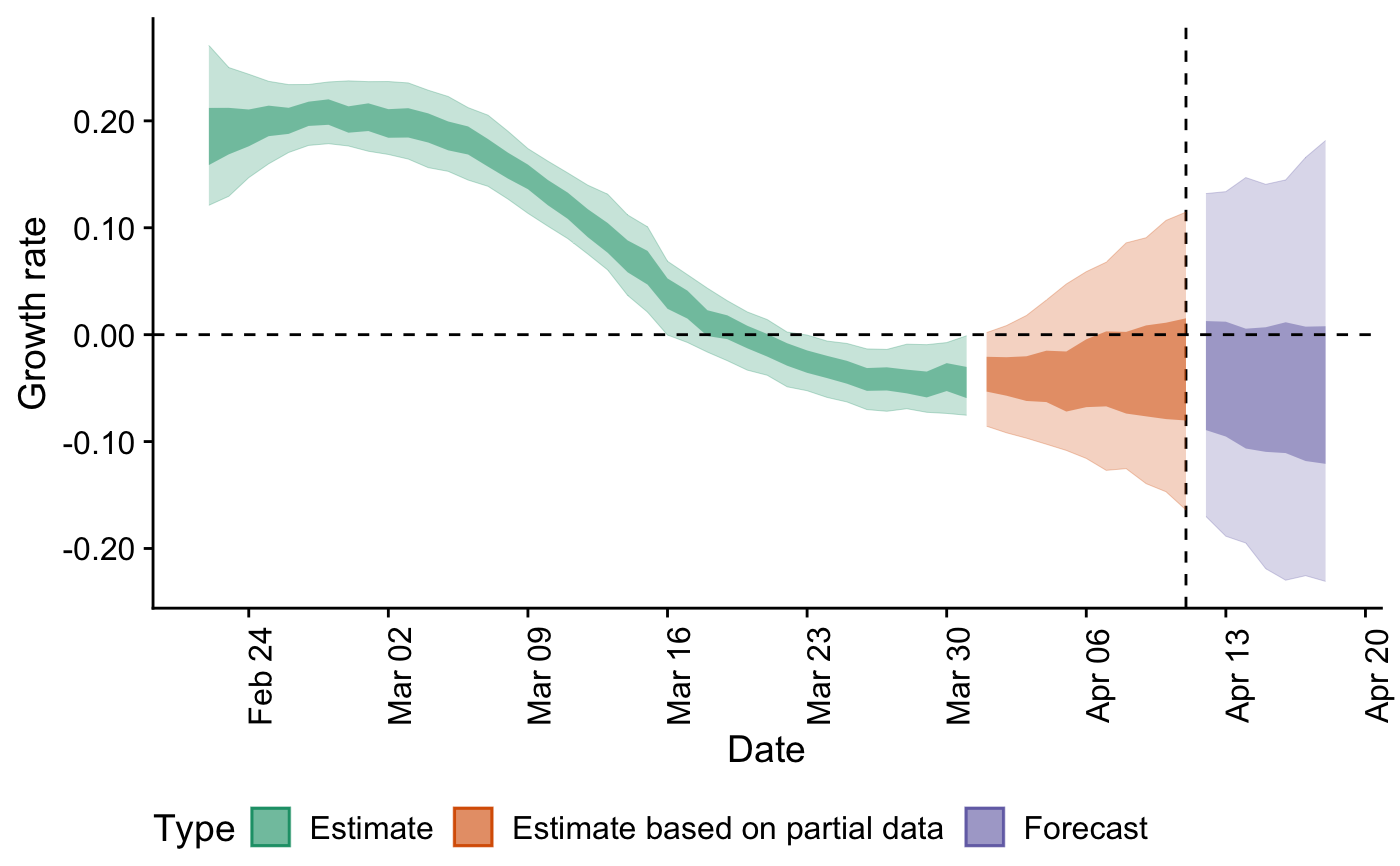 Growth rate
0.20
0.10
0.00
-0.10
-0.20
Feb 24
Mar 02
Mar 09
Mar 16
Mar 23
Mar 30
Apr 06
Apr 13
Apr 20
Date
Type Estimate Estimate based on partial data Forecast